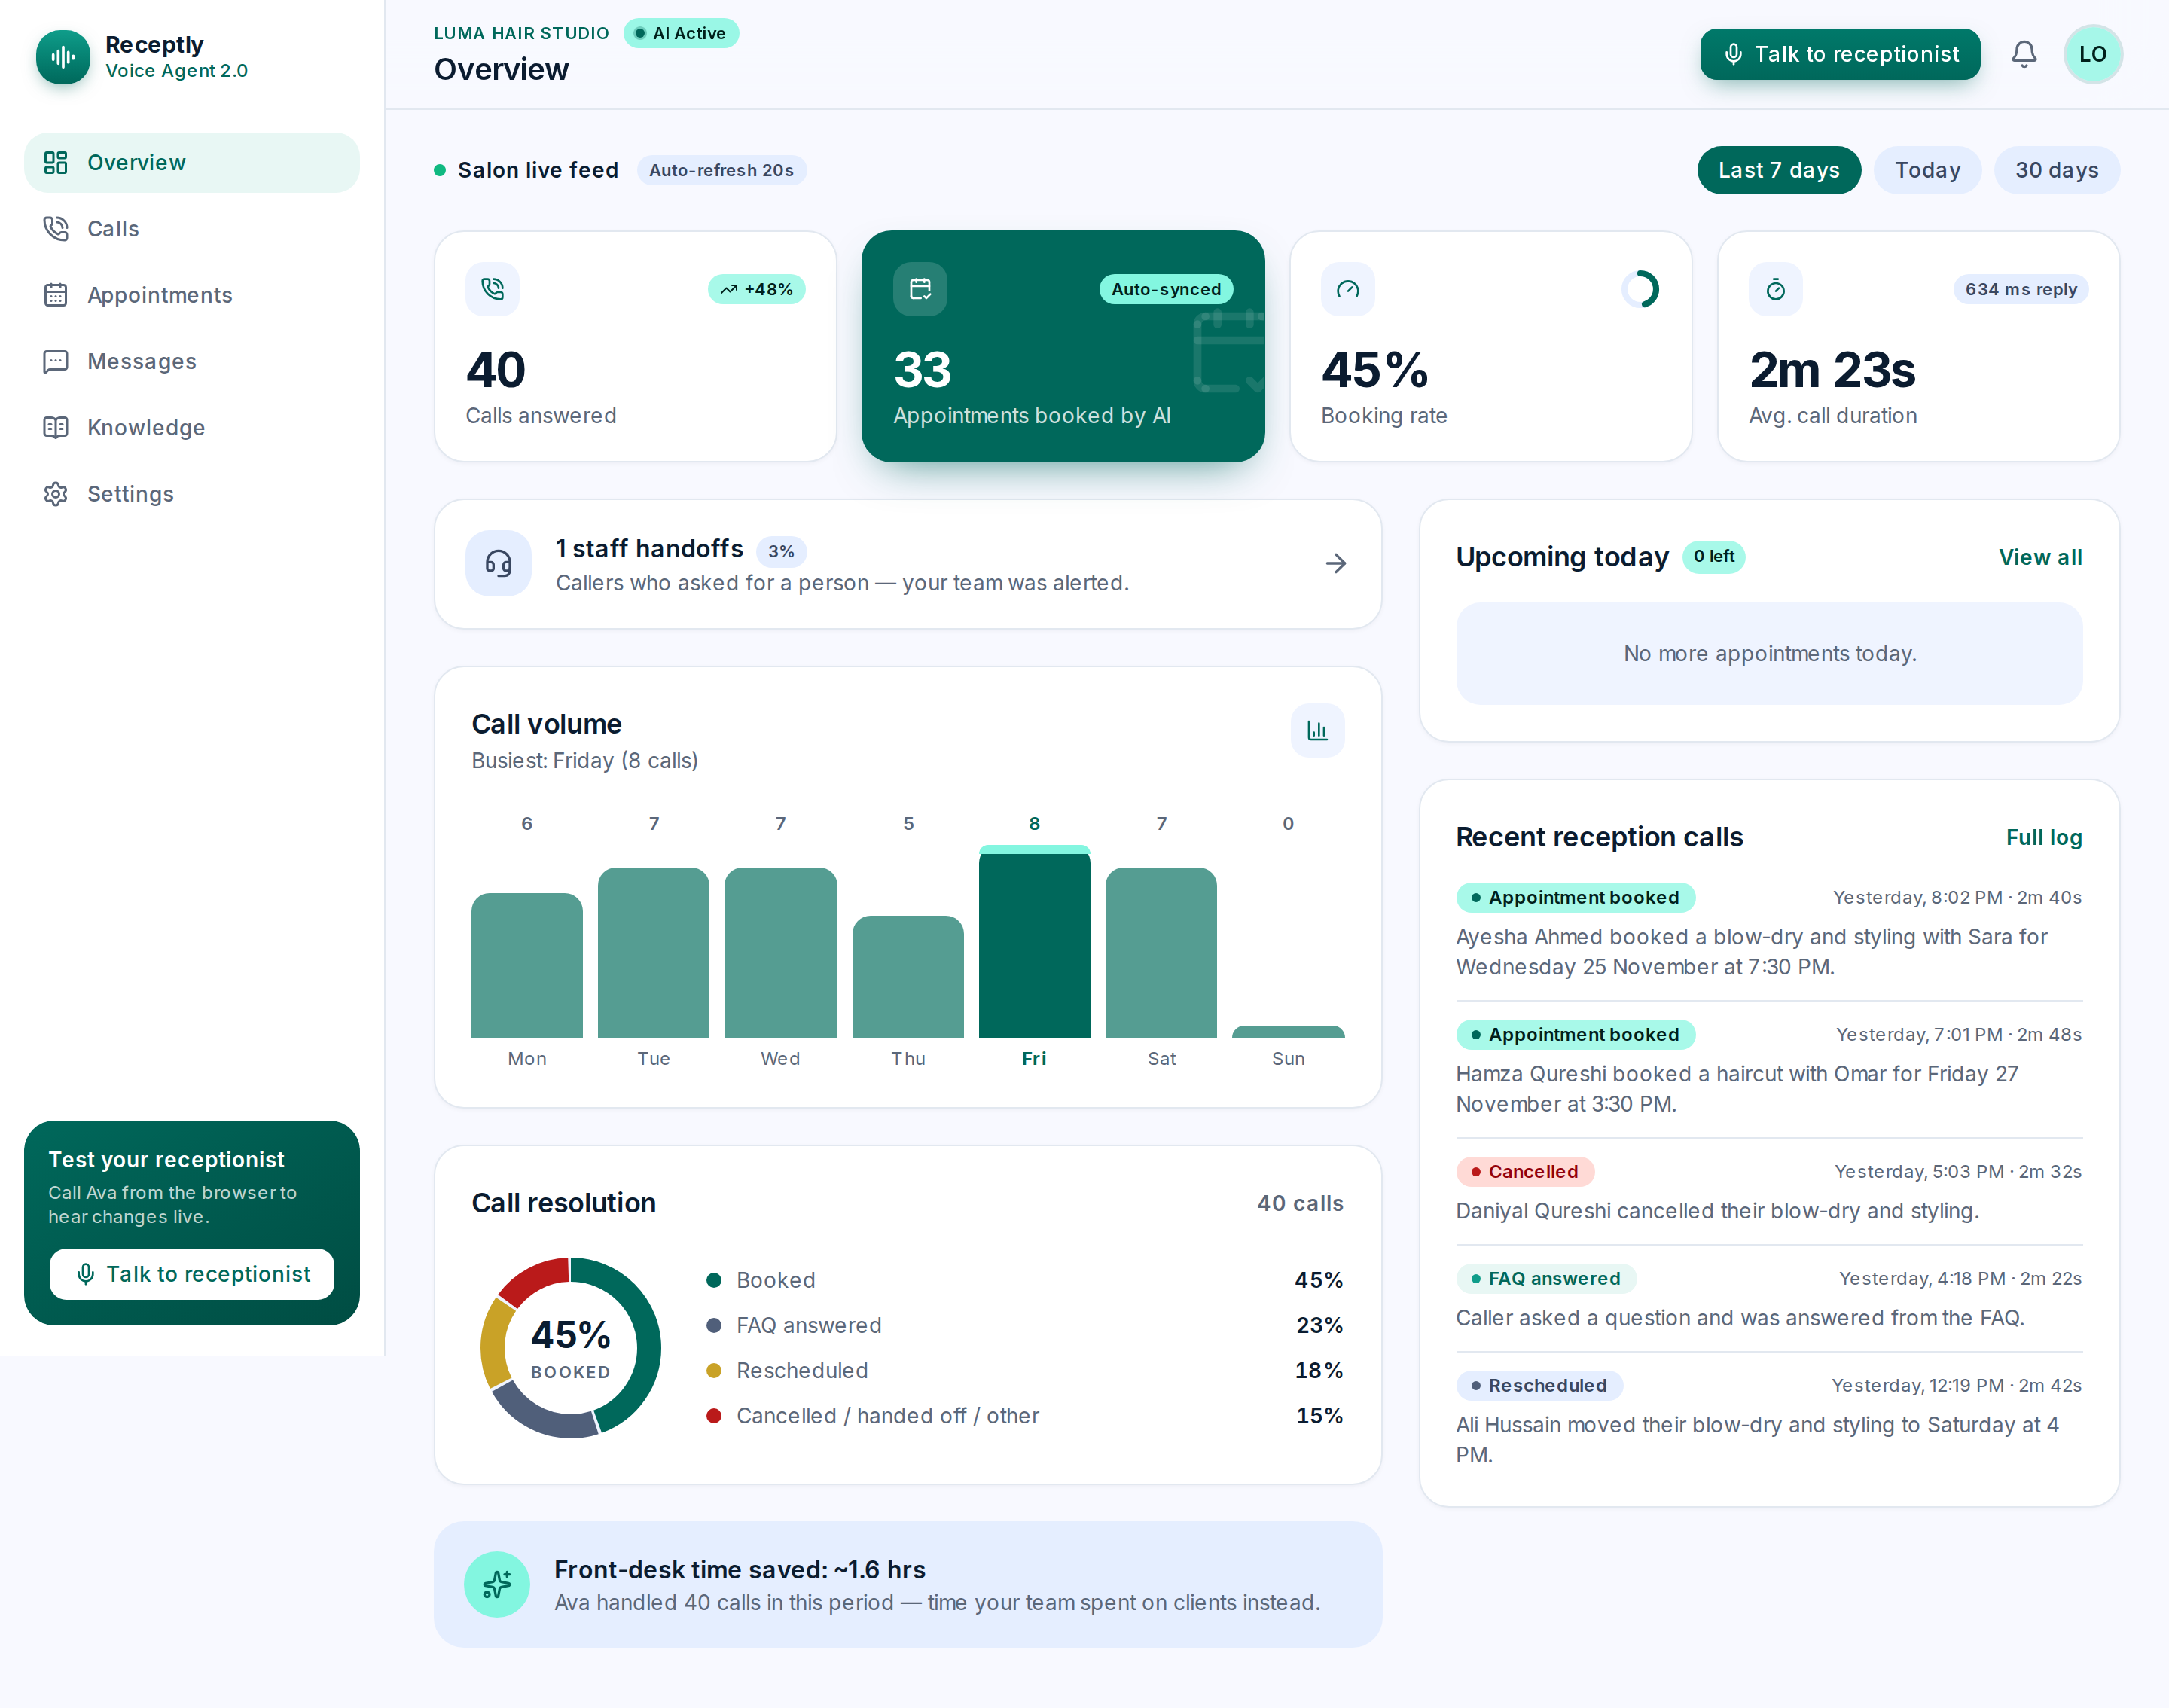 Receptly
Voice Agent 2.0
Overview
Calls
Appointments
Messages
Knowledge
Settings
Test your receptionist
Call Ava from the browser to
hear changes live.
Talk to receptionist
LUMA HAIR STUDIO
AI Active
Overview
Talk to receptionist
LO
Salon live feed
Auto-refresh 20s
Last 7 days
Today
30 days
+48%
40
Calls answered
Auto-synced
33
Appointments booked by AI
45%
Booking rate
634 ms reply
2m 23s
Avg. call duration
1 staff handoffs
3%
Callers who asked for a person — your team was alerted.
Call volume
Busiest: Friday (8 calls)
6 7 7 5 8 7 0
Mon Tue Wed Thu Fri Sat Sun
Call resolution
40 calls
45%
BOOKED
Booked 45%
FAQ answered 23%
Rescheduled 18%
Cancelled / handed off / other 15%
Front-desk time saved: ~1.6 hrs
Ava handled 40 calls in this period — time your team spent on clients instead.
Upcoming today
0 left
View all
No more appointments today.
Recent reception calls
Full log
Appointment booked
Yesterday, 8:02 PM · 2m 40s
Ayesha Ahmed booked a blow-dry and styling with Sara for
Wednesday 25 November at 7:30 PM.
Appointment booked
Yesterday, 7:01 PM · 2m 48s
Hamza Qureshi booked a haircut with Omar for Friday 27
November at 3:30 PM.
Cancelled
Yesterday, 5:03 PM · 2m 32s
Daniyal Qureshi cancelled their blow-dry and styling.
FAQ answered
Yesterday, 4:18 PM · 2m 22s
Caller asked a question and was answered from the FAQ.
Rescheduled
Yesterday, 12:19 PM · 2m 42s
Ali Hussain moved their blow-dry and styling to Saturday at 4
PM.